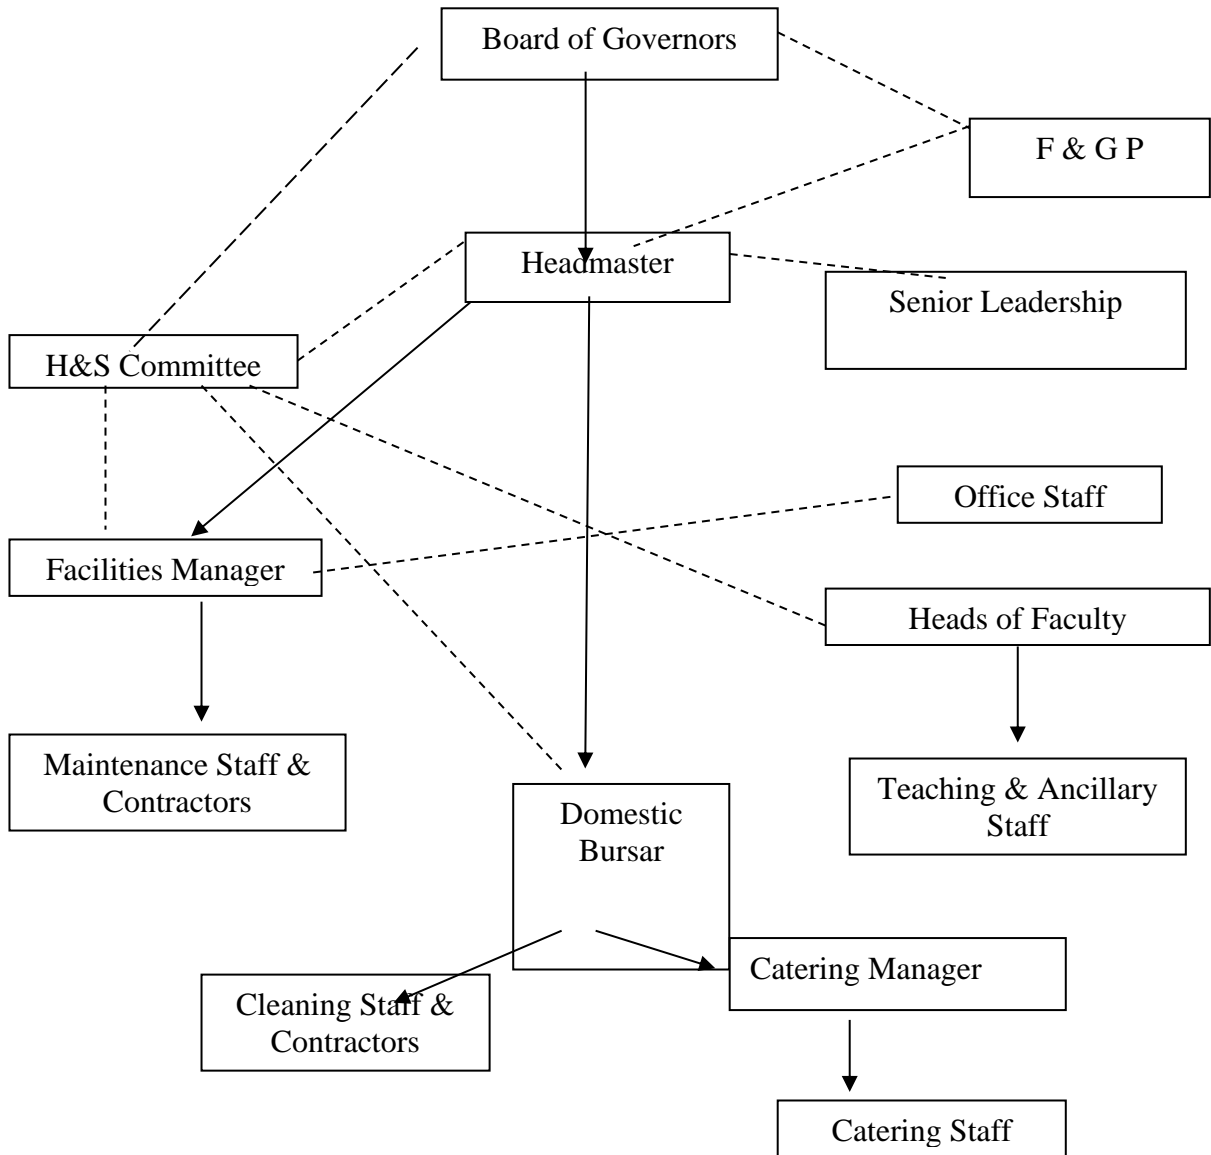 Board of Governors
F & G P
Headmaster
Senior Leadership
H&S Committee
Office Staff
Facilities Manager
Heads of Faculty
Maintenance Staff &
Contractors
Teaching & Ancillary
Staff
Domestic
Bursar
Catering Manager
Cleaning Staff &
Contractors
Catering Staff